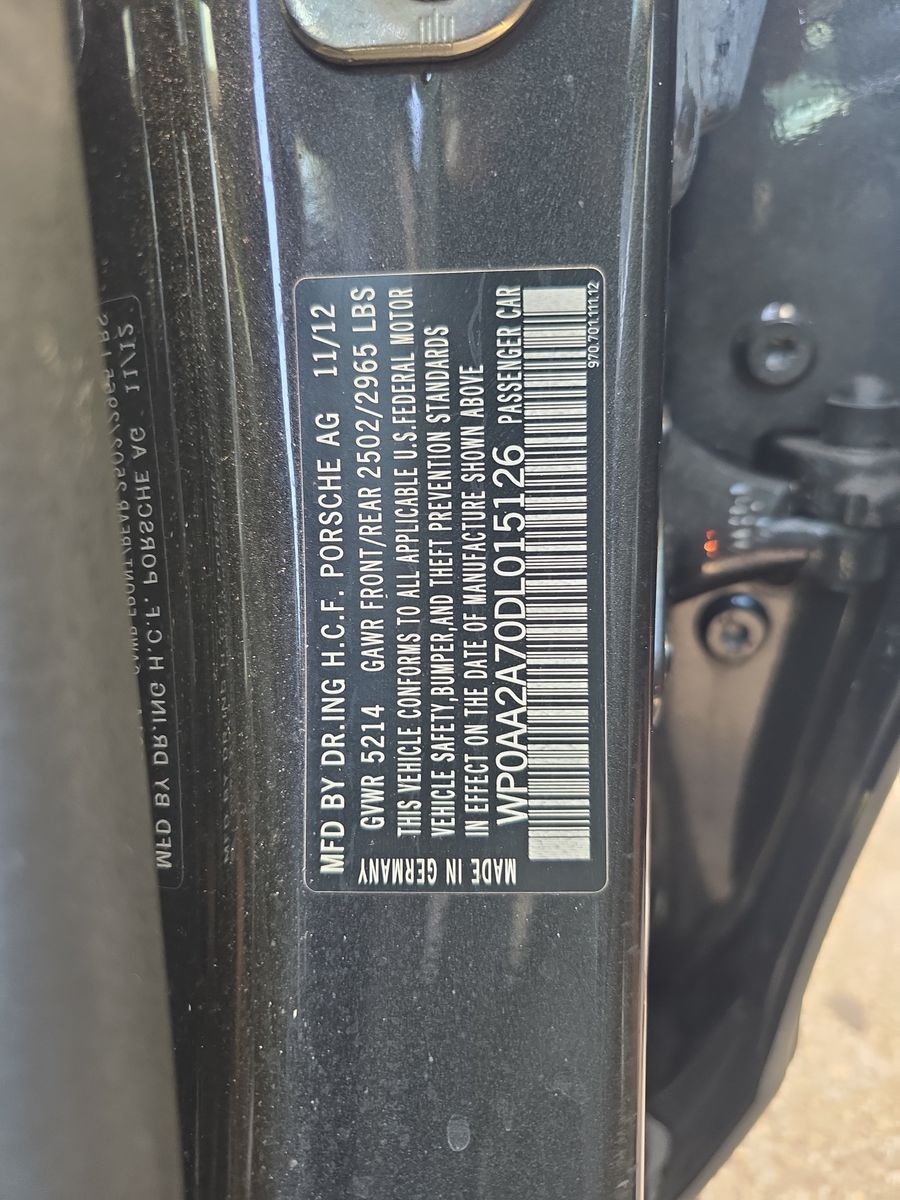 MFD BY DR.ING H.C.F. PORSCHE AG 11/12
GVWR 5214 GAWR FRONT/REAR 2502/2965 LBS
THIS VEHICLE CONFORMS TO ALL APPLICABLE U.S.FEDERAL MOTOR
VEHICLE SAFETY,BUMPER,AND THEFT PREVENTION STANDARDS
IN EFFECT ON THE DATE OF MANUFACTURE SHOWN ABOVE
WP0AA2A70DL015126 PASSENGER CAR
MADE IN GERMANY
970.701.111.12